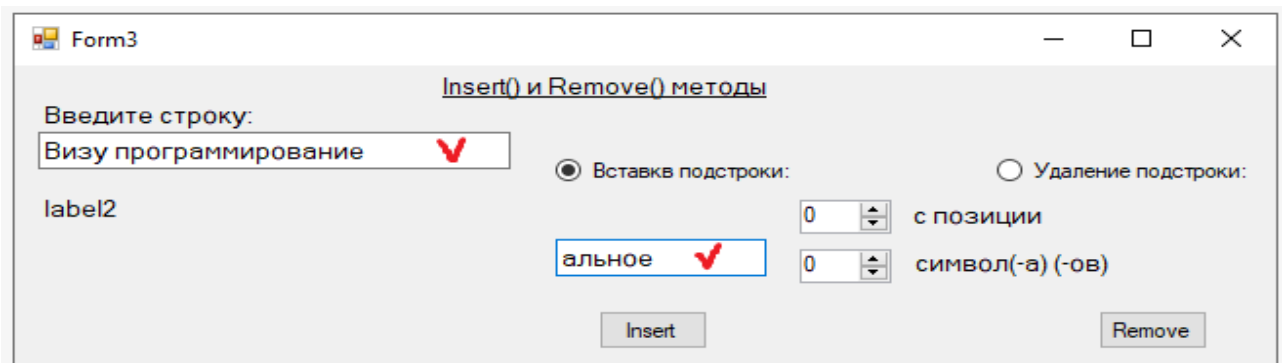 Form3
Insert() и Remove() методы
Введите строку:
Визу программирование
Вставкв подстроки:
Удаление подстроки:
label2
0
с позиции
альное
0
символ(-а) (-ов)
Insert
Remove